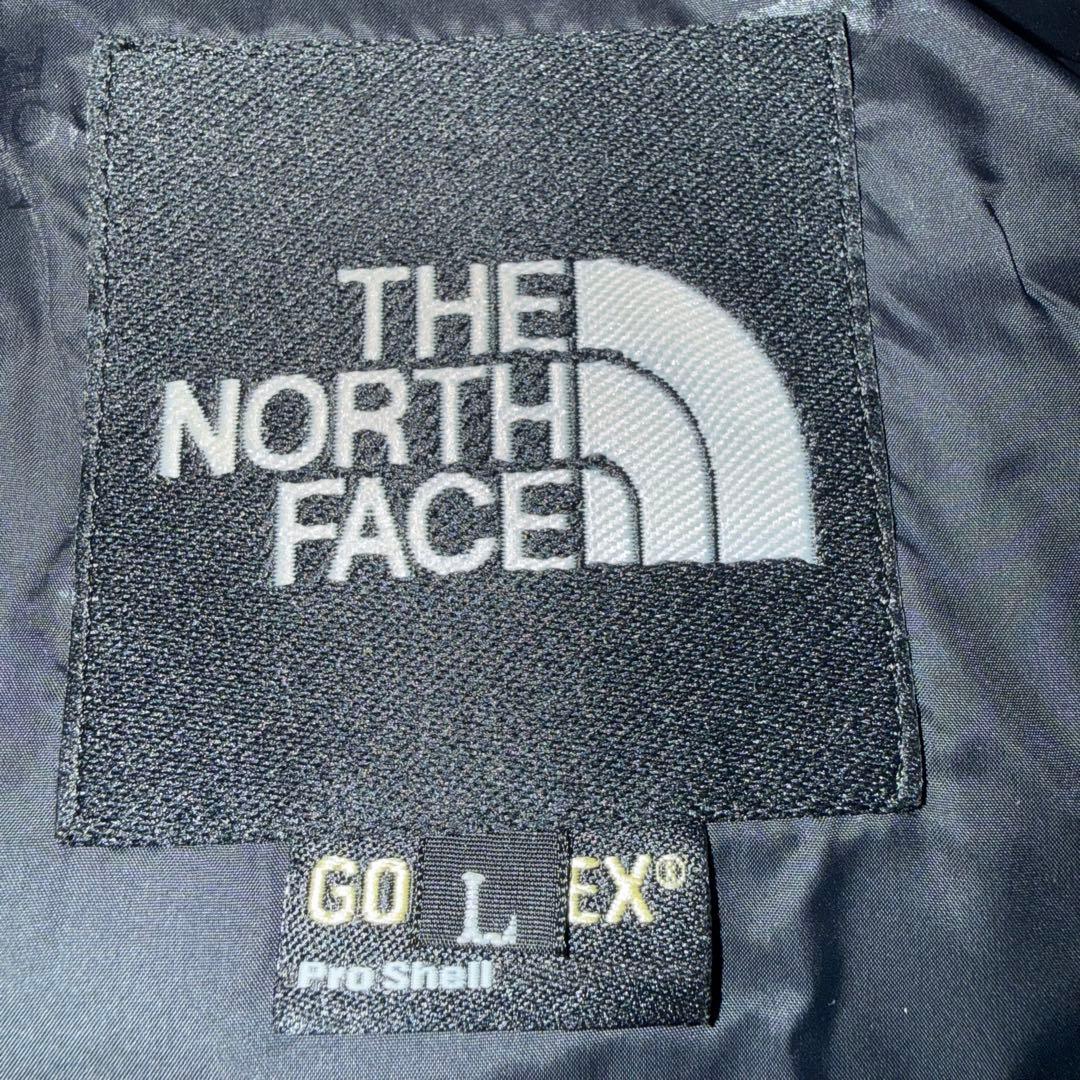 THE
NORTH
FACE
GO EX®
L
Pro Shell